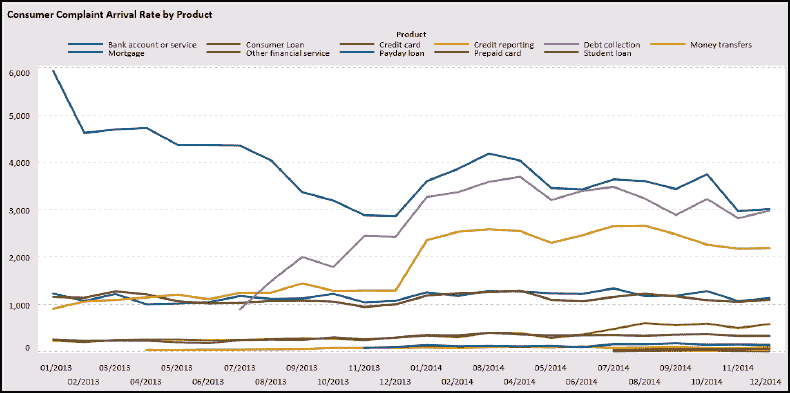 Consumer Complaint Arrival Rate by Product
Product
Bank account or service Consumer Loan Credit card Credit reporting Debt collection Money transfers
Mortgage Other financial service Payday loan Prepaid card Student loan
6,000
5,000
4,000
3,000
2,000
1,000
0
01/2013 03/2013 05/2013 07/2013 09/2013 11/2013 01/2014 03/2014 05/2014 07/2014 09/2014 11/2014
02/2013 04/2013 06/2013 08/2013 10/2013 12/2013 02/2014 04/2014 06/2014 08/2014 10/2014 12/2014